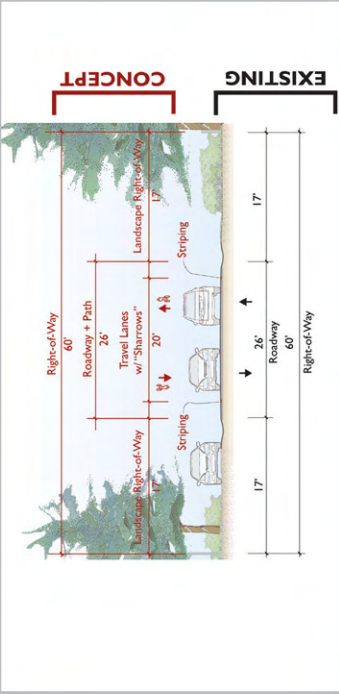 CONCEPT
Right-of-Way
60'
Roadway + Path
26'
Landscape Right-of-Way
17'
Travel Lanes
w/ "Sharrows"
20'
Landscape Right-of-Way
17'
Striping
Striping
EXISTING
17'
26'
Roadway
17'
60'
Right-of-Way